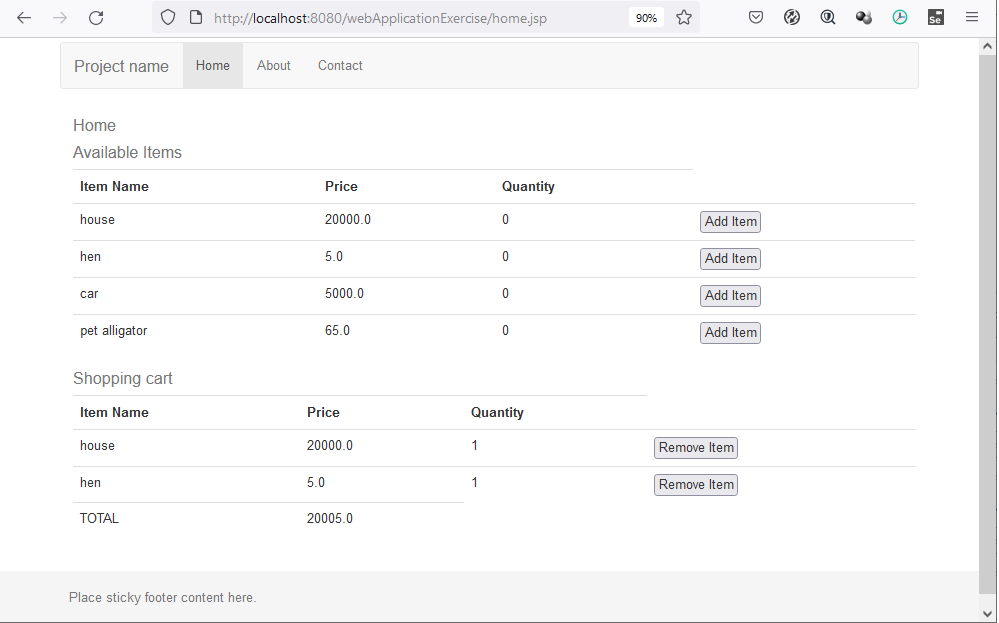 http://localhost:8080/webApplicationExercise/home.jsp 90% Se
Project name Home About Contact
Home
Available Items
Item Name Price Quantity
house 20000.0 0 Add Item
hen 5.0 0 Add Item
car 5000.0 0 Add Item
pet alligator 65.0 0 Add Item
Shopping cart
Item Name Price Quantity
house 20000.0 1 Remove Item
hen 5.0 1 Remove Item
TOTAL 20005.0
Place sticky footer content here.